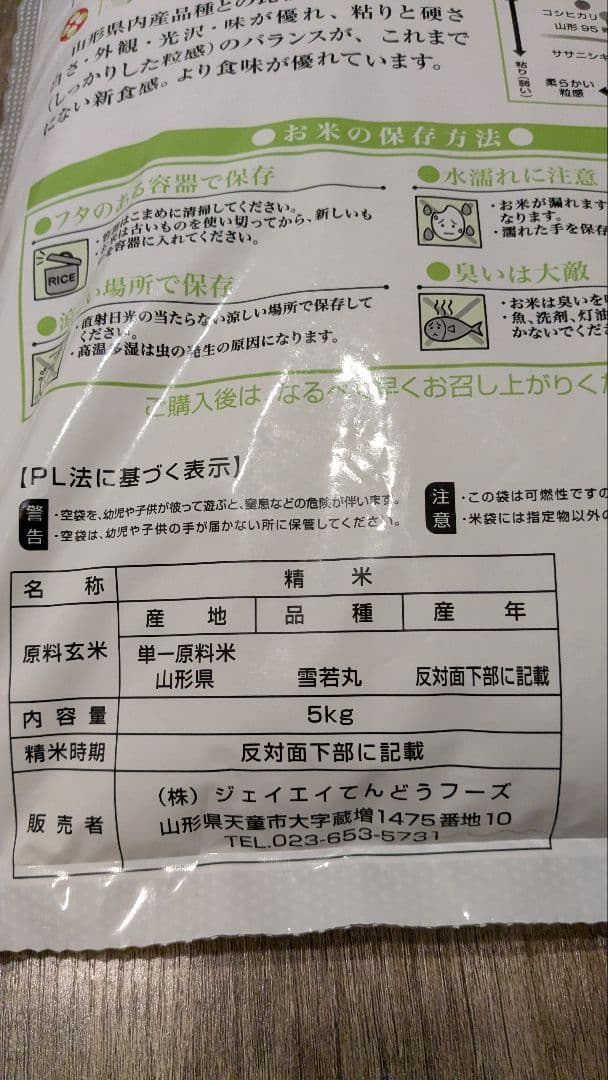 山形県内産品種との比
白さ・外観・光沢・味が優れ、粘りと硬さ
(しっかりした粒感)のバランスが、これまで
にない新食感。より食味が優れています。
コシヒカリ
山形95
ササニシキ
粘り(弱い)
柔らかい
粒感
●お米の保存方法●
●フタのある容器で保存
・容器はこまめに清掃してください。
・お米は古いものを使い切ってから、新しいも
容器に入れてください。
RICE
い場所で保存
・直射日光の当たらない涼しい場所で保存して
ください。
・高温多湿は虫の発生の原因になります。
●水濡れに注意
・お米が漏れます
なります。
・濡れた手を保存
●臭いは大敵
・お米は臭いを
・魚、洗剤、灯油
かないでくだ
ご購入後は なるべく早くお召し上がりくだ
【PL法に基づく表示】
警告
・空袋を、幼児や子供が被って遊ぶと、窒息などの危険が伴います。
・空袋は、幼児や子供の手が届かない所に保管してください。
注意
・この袋は可燃性ですの
・米袋には指定物以外の
名称 精米
原料玄米 産地 品種 産年
単一原料米
山形県 雪若丸 反対面下部に記載
内容量 5kg
精米時期 反対面下部に記載
販売者 (株)ジェイエイてんどうフーズ
山形県天童市大字蔵増1475番地10
TEL.023-653-5731